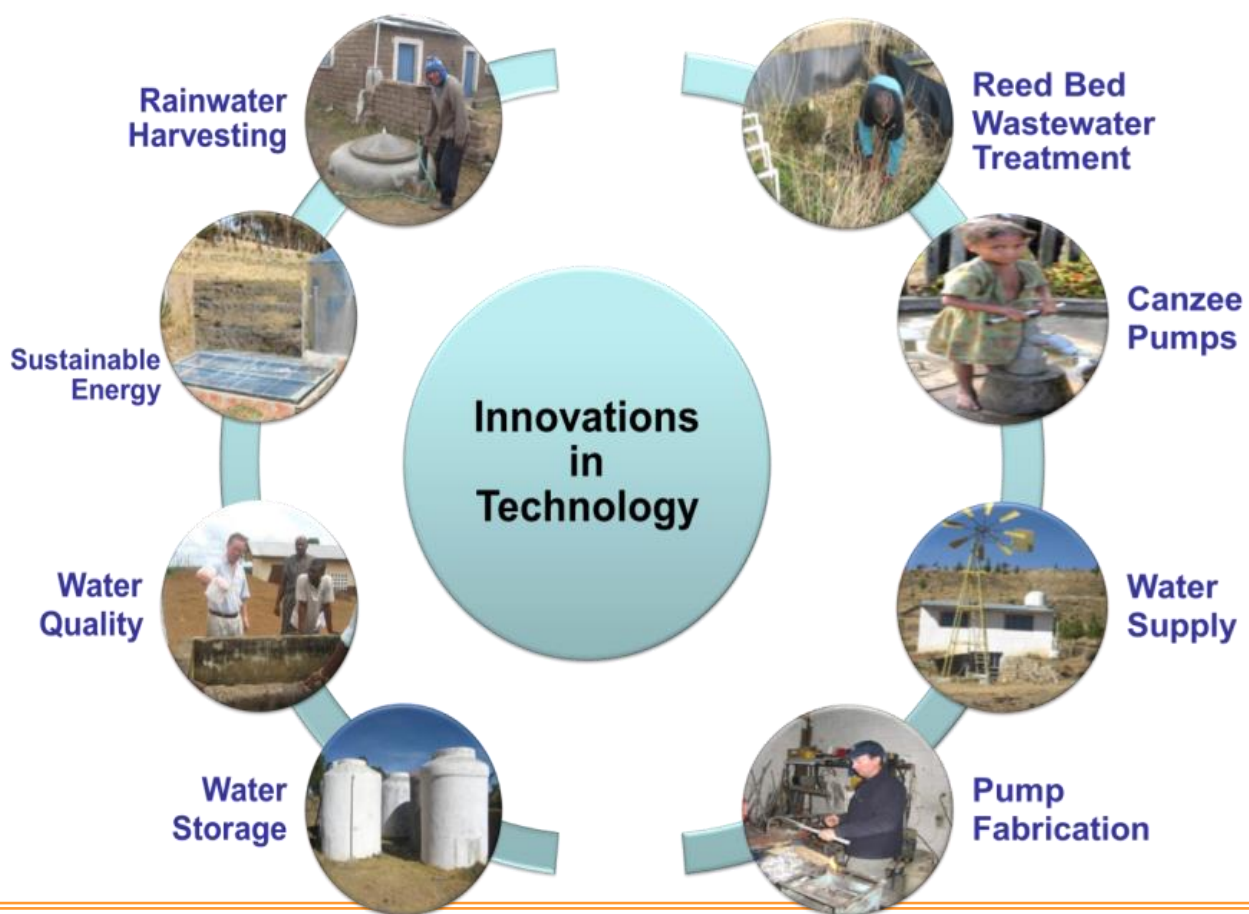 Rainwater
Harvesting
Reed Bed
Wastewater
Treatment
Sustainable
Energy
Canzee
Pumps
Innovations
in
Technology
Water
Quality
Water
Supply
Water
Storage
Pump
Fabrication